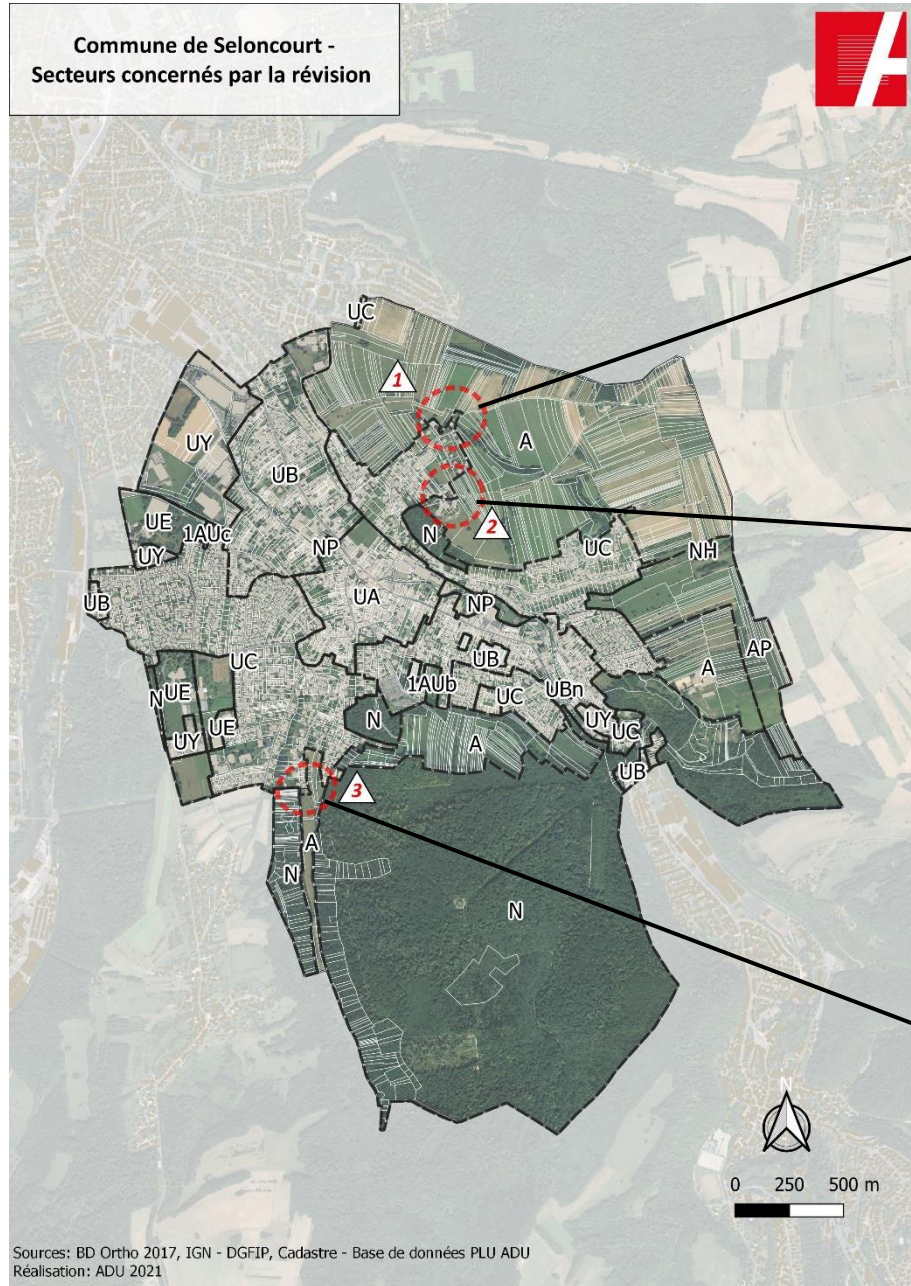 Commune de Seloncourt -
Secteurs concernés par la révision
UC
1
A
UY
UB
2
N
UE
1AUc
UC
NH
UY
NP
UA
UB
NP
UB
AP
UC
A
N
UE
1AUb
UC
UBn
UE
N
UY
UC
UY
A
UB
3
A
N
N
N
0 250 500 m
Sources: BD Ortho 2017, IGN - DGFIP, Cadastre - Base de données PLU ADU
Réalisation: ADU 2021